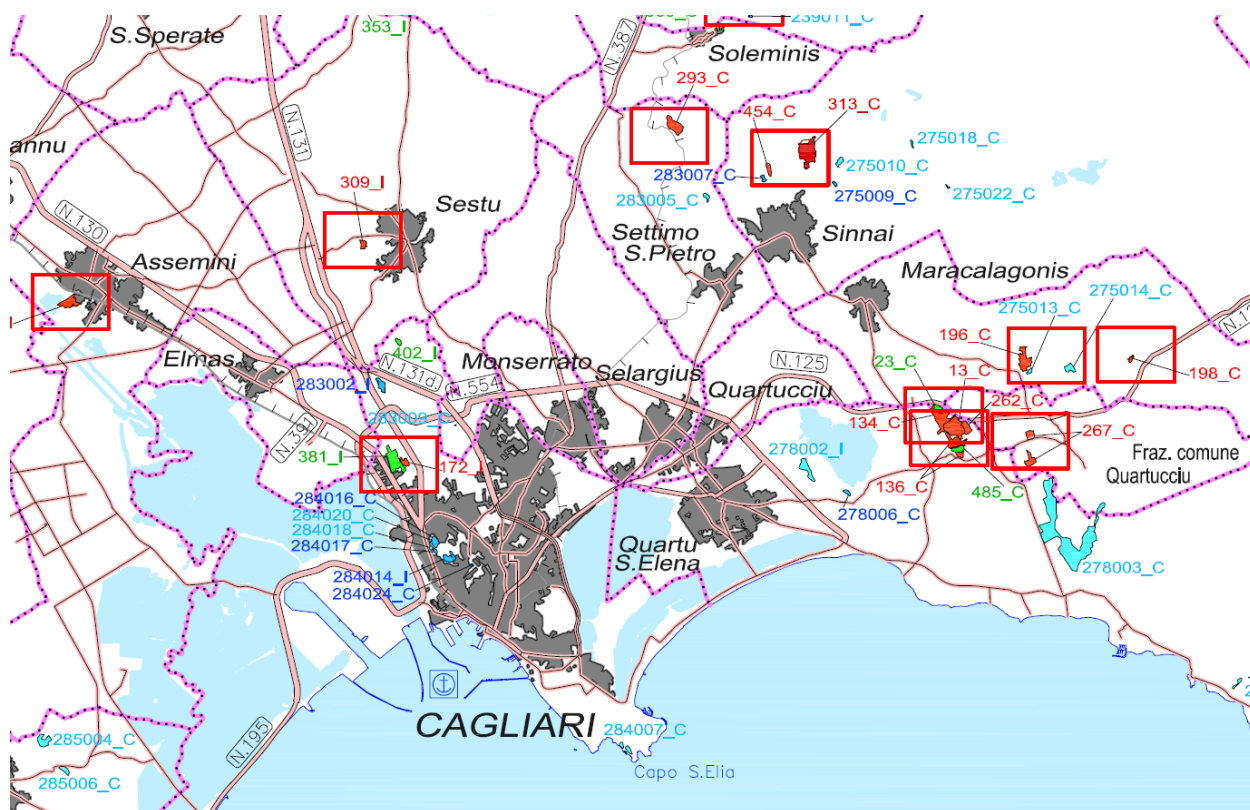 353_I
239011_C
S.Sperate
N.387
Soleminis
293_C
454_C
313_C
N.131
275018_C
annu
275010_C
283007_C
309_I
275022_C
275009_C
283005_C
Sestu
N.130
Settimo
S.Pietro
Sinnai
Assemini
Maracalagonis
275013_C
275014_C
196_C
402_I
Elmas
Monserrato
N.125
23_C
13_C
N.131d.
Selargius
198_C
283002_I
N.554
Quartucciu
262_C
283009_C
134_C
267_C
N.391
278002_I
Fraz. comune
Quartucciu
381_I
172_I
136_C
485_C
284016_C
278006_C
284020_C
284018_C
284017_C
Quartu
S.Elena
278003_C
284014_I
284024_C
CAGLIARI
N.195
285004_C
284007_C
Capo S.Elia
285006_C